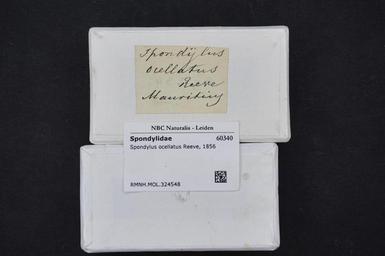 Spondylus
ocellatus
Reeve
Mauritius
NBC Naturalis - Leiden
Spondylidae 60340
Spondylus ocellatus Reeve, 1856
RMNH.MOL.324548